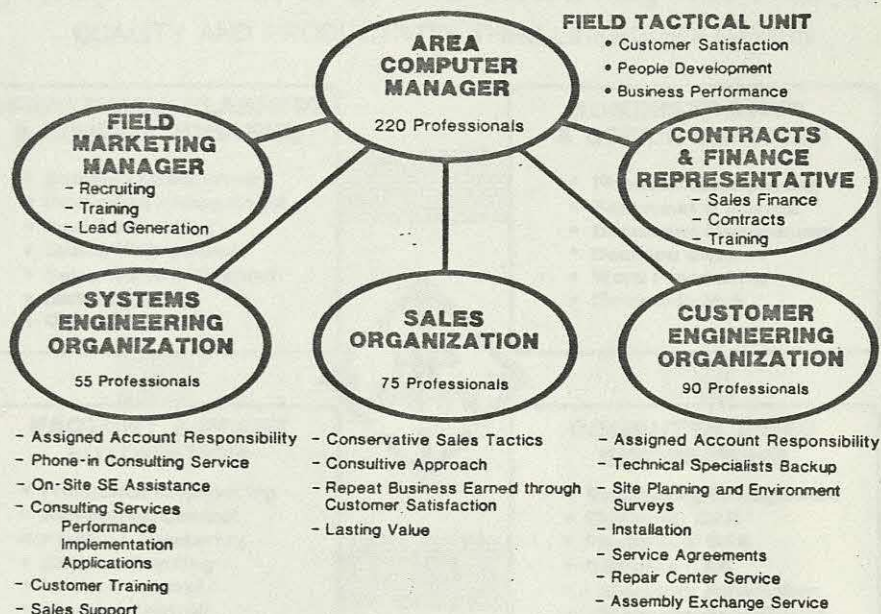 FIELD TACTICAL UNIT
• Customer Satisfaction
• People Development
• Business Performance
AREA
COMPUTER
MANAGER
220 Professionals
FIELD
MARKETING
MANAGER
- Recruiting
- Training
- Lead Generation
CONTRACTS
& FINANCE
REPRESENTATIVE
- Sales Finance
- Contracts
- Training
SYSTEMS
ENGINEERING
ORGANIZATION
55 Professionals
- Assigned Account Responsibility
- Phone-in Consulting Service
- On-Site SE Assistance
- Consulting Services
Performance
Implementation
Applications
- Customer Training
- Sales Support
SALES
ORGANIZATION
75 Professionals
- Conservative Sales Tactics
- Consultive Approach
- Repeat Business Earned through
Customer Satisfaction
- Lasting Value
CUSTOMER
ENGINEERING
ORGANIZATION
90 Professionals
- Assigned Account Responsibility
- Technical Specialists Backup
- Site Planning and Environment
Surveys
- Installation
- Service Agreements
- Repair Center Service
- Assembly Exchange Service